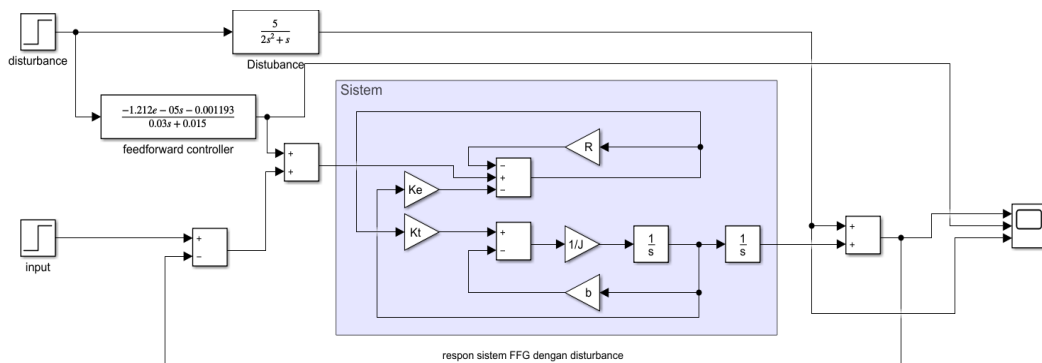 disturbance
5
2s² + s
Distubance
−1.212e − 05s − 0.001193
0.03s + 0.015
feedforward controller
+
+
Sistem
R
−
+
−
Ke
Kt
+
−
1/J
1
s
1
s
b
+
+
input
+
−
respon sistem FFG dengan disturbance